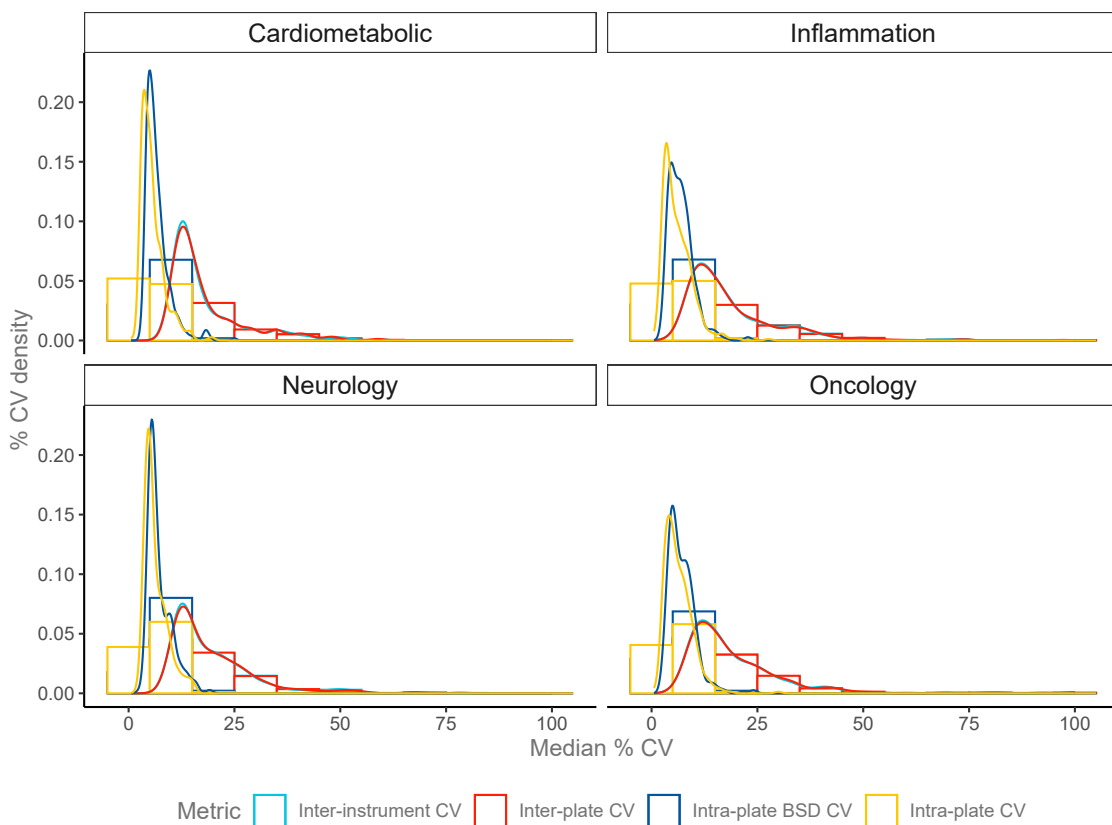 Cardiometabolic
Inflammation
0.20
0.15
0.10
0.05
0.00
Neurology
Oncology
0.20
0.15
0.10
0.05
0.00
% CV density
0 25 50 75 100
0 25 50 75 100
Median % CV
Metric Inter-instrument CV Inter-plate CV Intra-plate BSD CV Intra-plate CV